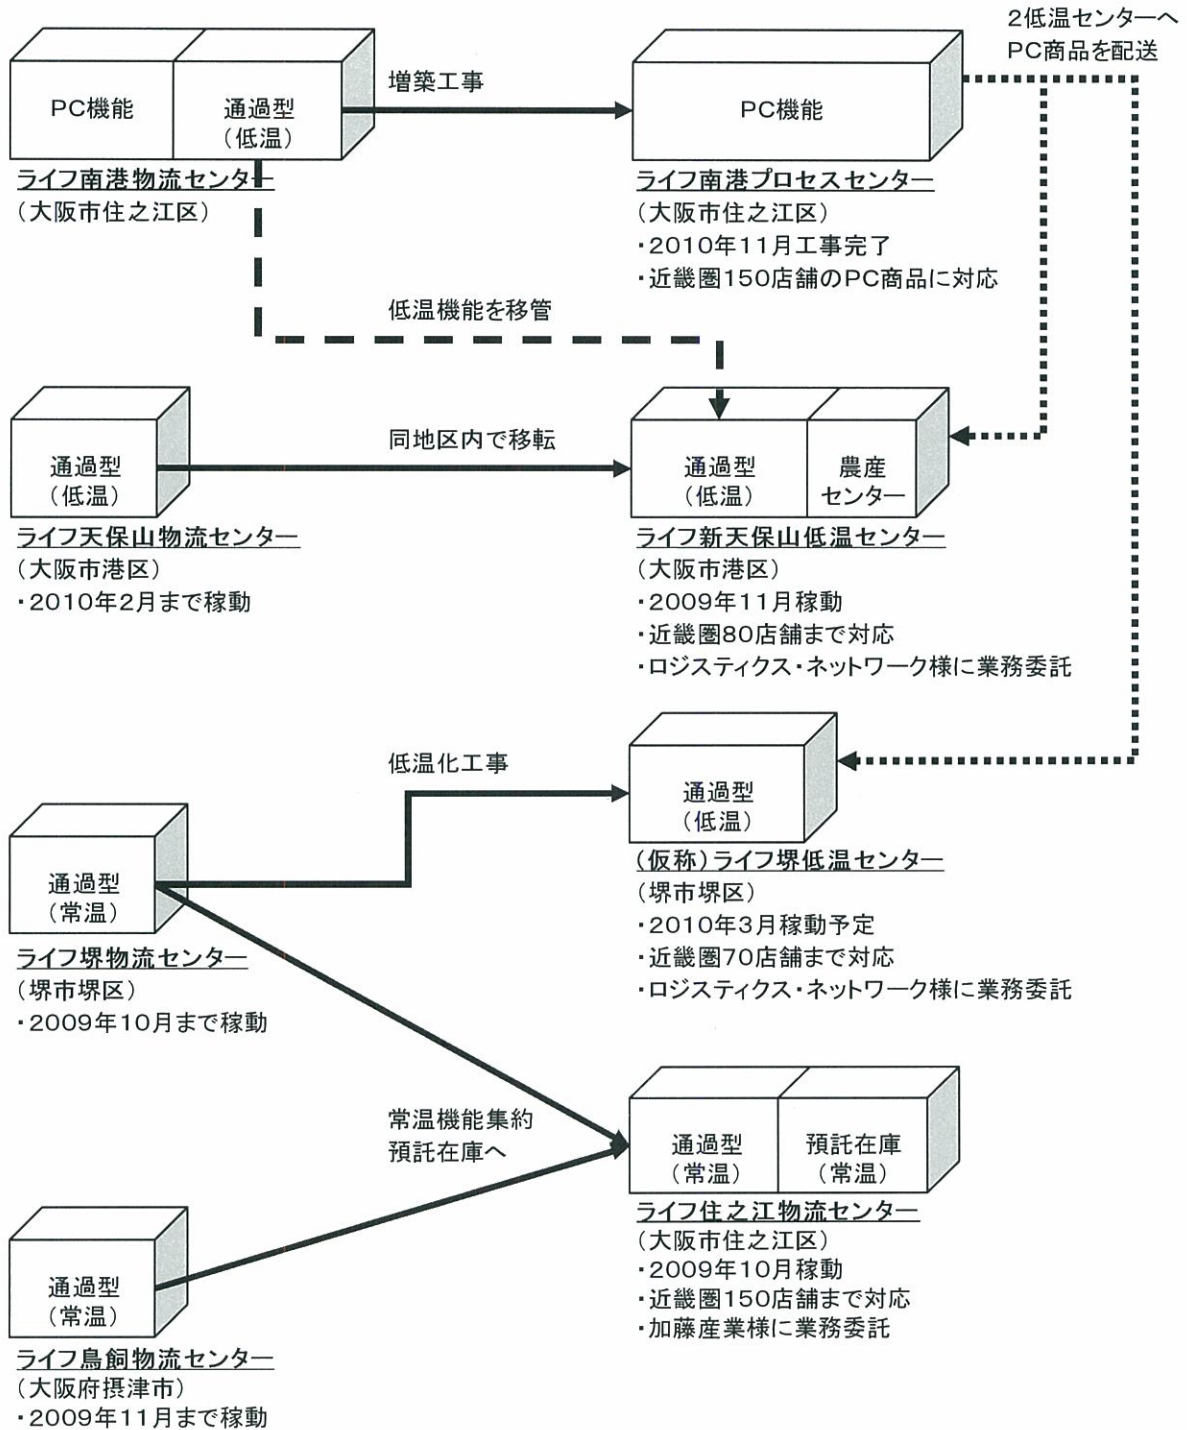 2低温センターへ
PC商品を配送
PC機能
通過型
（低温）
増築工事
PC機能
ライフ南港物流センター
（大阪市住之江区）
ライフ南港プロセスセンター
（大阪市住之江区）
・2010年11月工事完了
・近畿圏150店舗のPC商品に対応
低温機能を移管
通過型
（低温）
同地区内で移転
通過型
（低温）
農産
センター
ライフ天保山物流センター
（大阪市港区）
・2010年2月まで稼動
ライフ新天保山低温センター
（大阪市港区）
・2009年11月稼動
・近畿圏80店舗まで対応
・ロジスティクス・ネットワーク様に業務委託
低温化工事
通過型
（低温）
（仮称）ライフ堺低温センター
（堺市堺区）
・2010年3月稼動予定
・近畿圏70店舗まで対応
・ロジスティクス・ネットワーク様に業務委託
通過型
（常温）
ライフ堺物流センター
（堺市堺区）
・2009年10月まで稼動
常温機能集約
預託在庫へ
通過型
（常温）
預託在庫
（常温）
ライフ住之江物流センター
（大阪市住之江区）
・2009年10月稼動
・近畿圏150店舗まで対応
・加藤産業様に業務委託
通過型
（常温）
ライフ鳥飼物流センター
（大阪府摂津市）
・2009年11月まで稼動